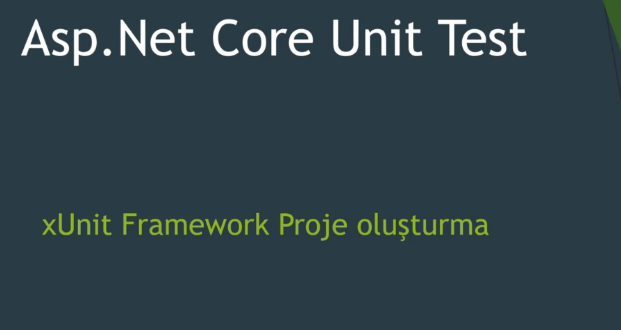 Asp.Net Core Unit Test
xUnit Framework Proje oluşturma